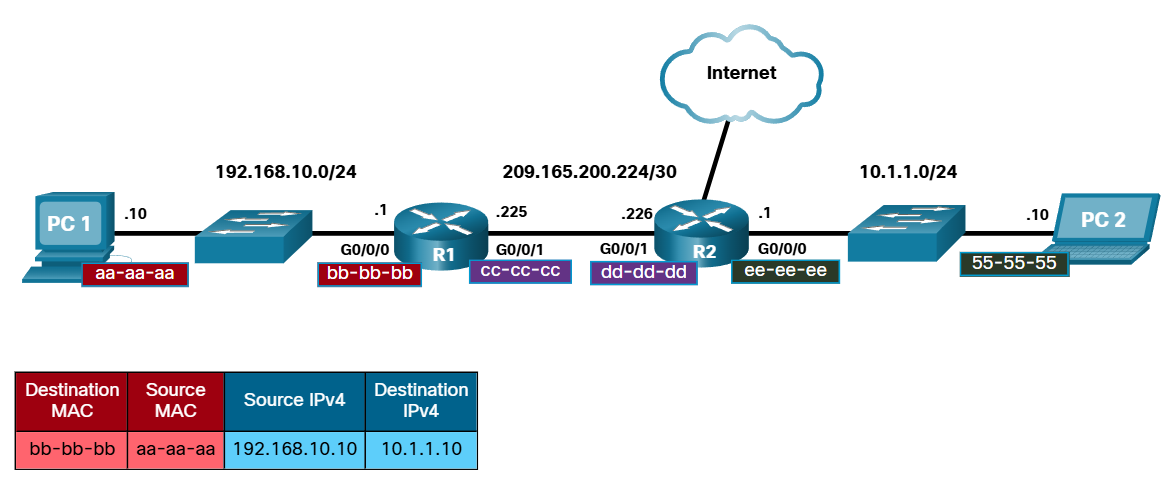 Internet
192.168.10.0/24
209.165.200.224/30
10.1.1.0/24
PC 1
.10
.1
R1
.225
.226
R2
.1
.10
PC 2
G0/0/0
G0/0/1
G0/0/1
G0/0/0
aa-aa-aa
bb-bb-bb
cc-cc-cc
dd-dd-dd
ee-ee-ee
55-55-55
Destination MAC
Source MAC
Source IPv4
Destination IPv4
bb-bb-bb
aa-aa-aa
192.168.10.10
10.1.1.10